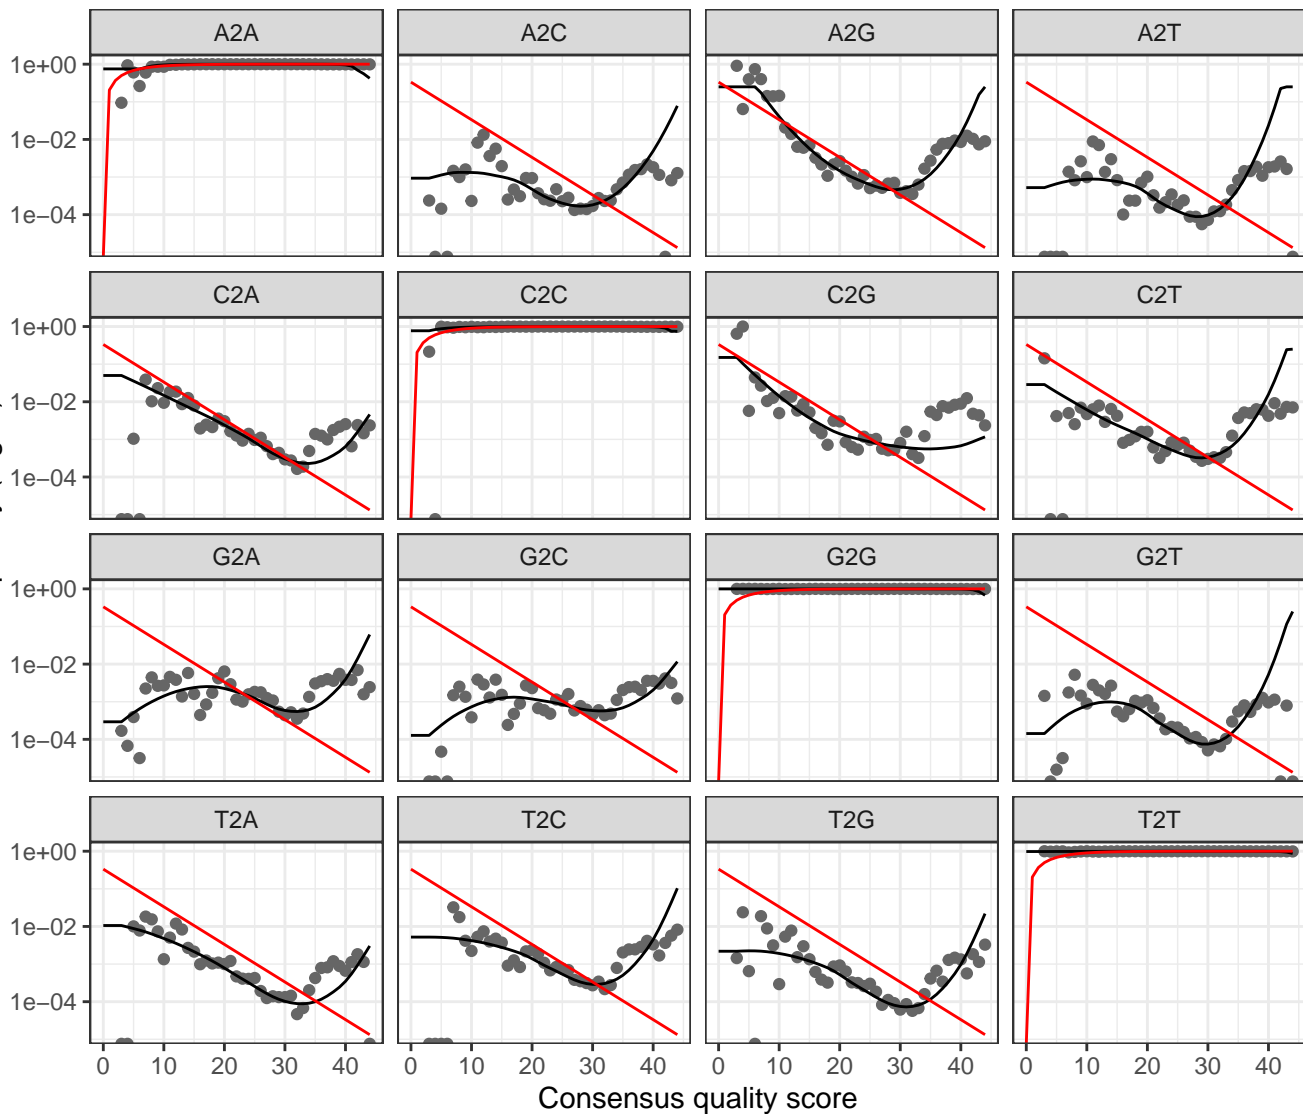 A2A A2C A2G A2T
1e+00
1e−02
1e−04
C2A C2C C2G C2T
1e+00
1e−02
1e−04
G2A G2C G2G G2T
1e+00
1e−02
1e−04
T2A T2C T2G T2T
1e+00
1e−02
1e−04
0 10 20 30 40 0 10 20 30 40 0 10 20 30 40 0 10 20 30 40
Consensus quality score